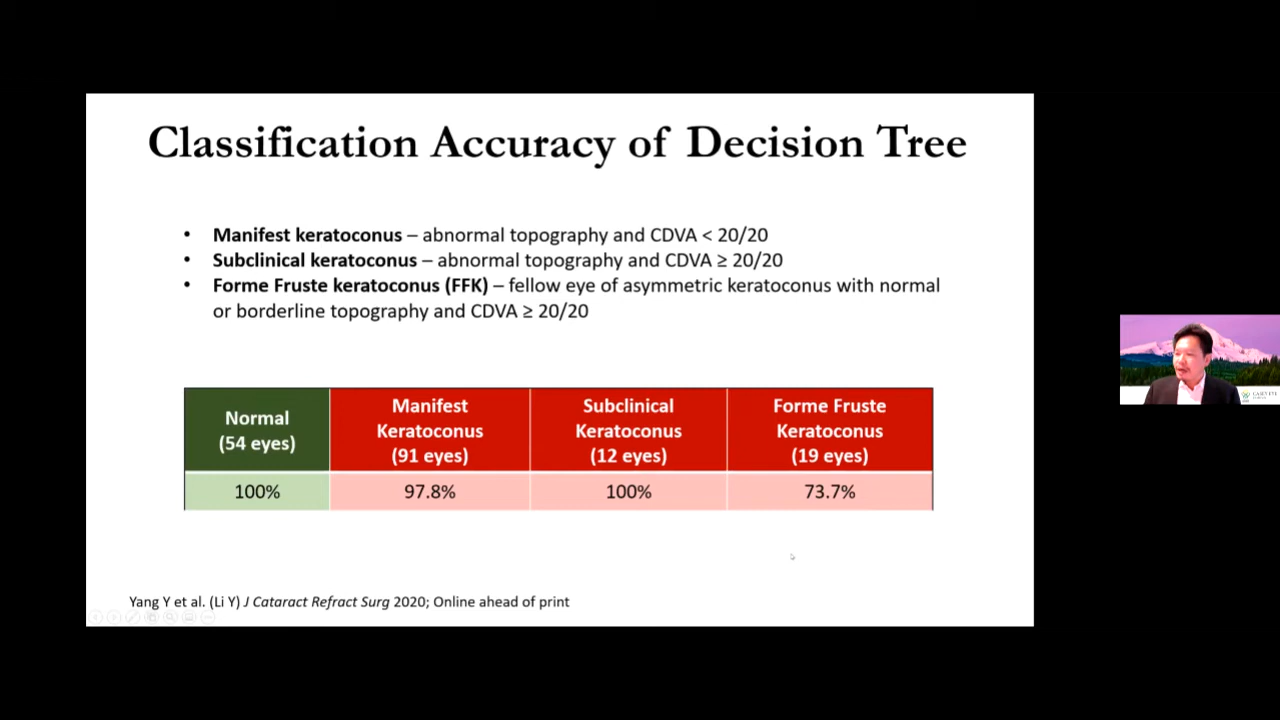 Classification Accuracy of Decision Tree
• Manifest keratoconus – abnormal topography and CDVA < 20/20
• Subclinical keratoconus – abnormal topography and CDVA ≥ 20/20
• Forme Fruste keratoconus (FFK) – fellow eye of asymmetric keratoconus with normal
or borderline topography and CDVA ≥ 20/20
Normal
(54 eyes)
Manifest
Keratoconus
(91 eyes)
Subclinical
Keratoconus
(12 eyes)
Forme Fruste
Keratoconus
(19 eyes)
100%
97.8%
100%
73.7%
Yang Y et al. (Li Y) J Cataract Refract Surg 2020; Online ahead of print